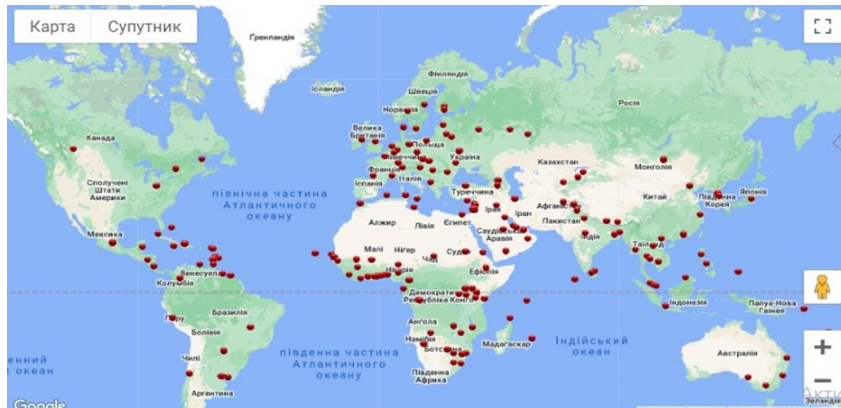 Карта Супутник
Ґренландія
Ісландія
Фінляндія
Швеція
Норвегія
Росія
Канада
Велика
Британія
Польща
Німеччина
Україна
Франція
Казахстан
Монголія
Сполучені
Штати
Америки
Іспанія
Італія
Туреччина
північна частина
Атлантичного
океану
Китай
Південна
Корея
Японія
Ірак
Іран
Пакистан
Алжир
Лівія
Єгипет
Саудівська
Аравія
Індія
Мексика
Малі
Нігер
Чад
Судан
Таїланд
Нігерія
Ефіопія
Венесуела
Колумбія
Демократична
Республіка Конго
Індонезія
Папуа-Нова
Гвінея
Перу
Бразилія
Болівія
Ангола
Намібія
Ботсвана
Мадагаскар
Індійський
океан
Чилі
південна частина
Атлантичного
океану
Австралія
Південна
Африка
Аргентина
Google